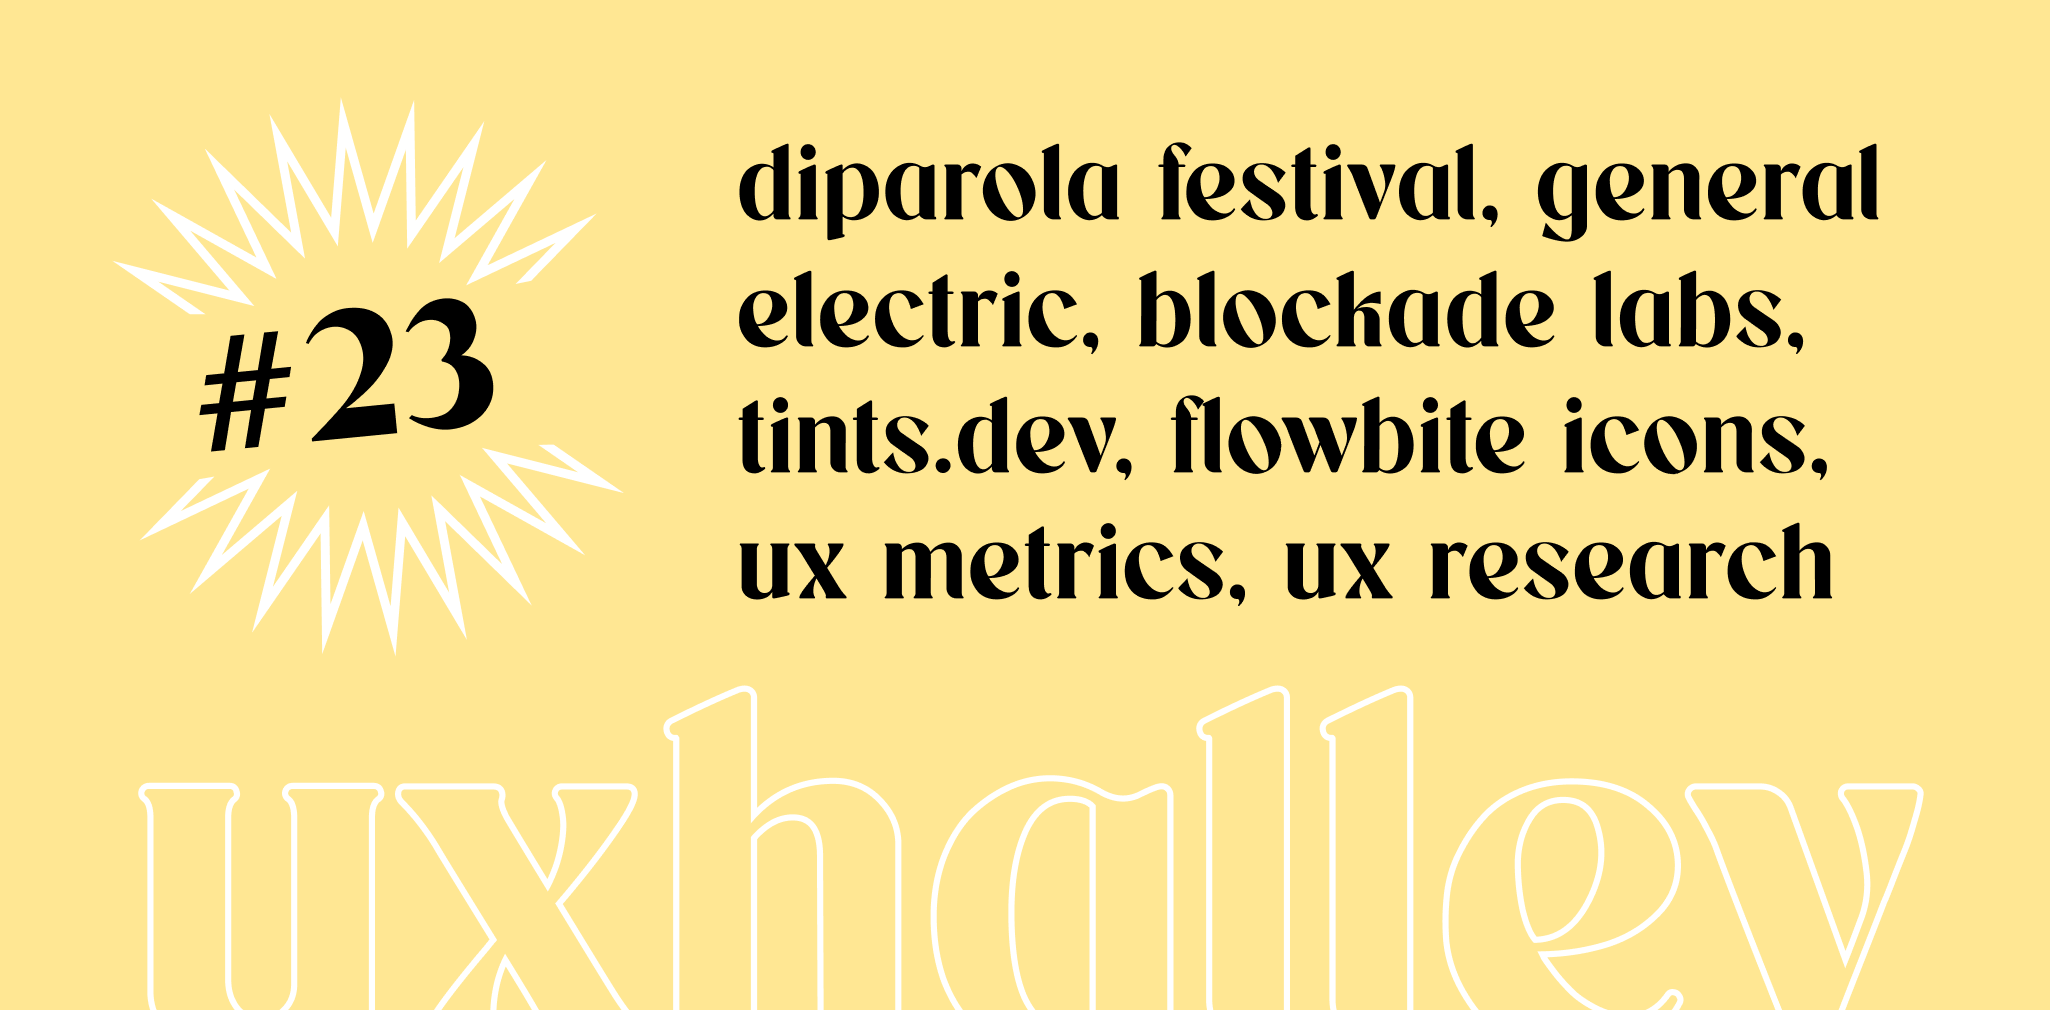 #23
diparola festival, general
electric, blockade labs,
tints.dev, flowbite icons,
ux metrics, ux research
uxhalley